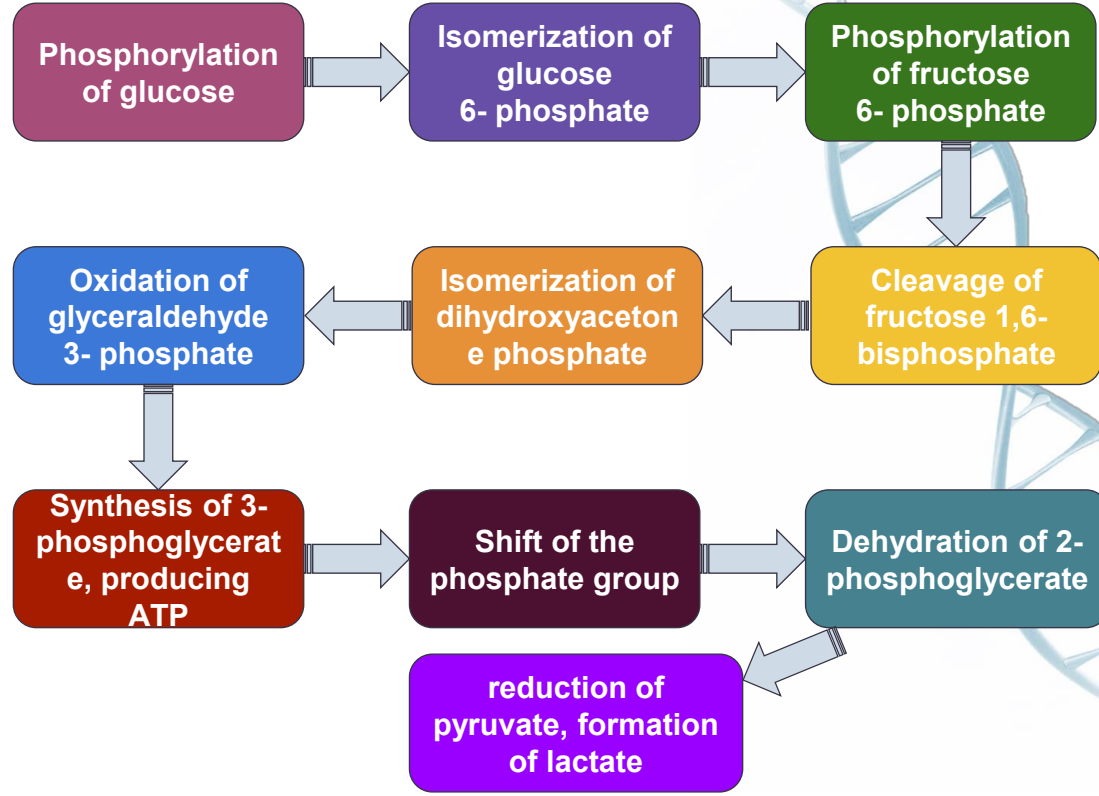 Phosphorylation
of glucose
Isomerization of
glucose
6- phosphate
Phosphorylation
of fructose
6- phosphate
Cleavage of
fructose 1,6-
bisphosphate
Isomerization of
dihydroxyaceton
e phosphate
Oxidation of
glyceraldehyde
3- phosphate
Synthesis of 3-
phosphoglycerat
e, producing
ATP
Shift of the
phosphate group
Dehydration of 2-
phosphoglycerate
reduction of
pyruvate, formation
of lactate